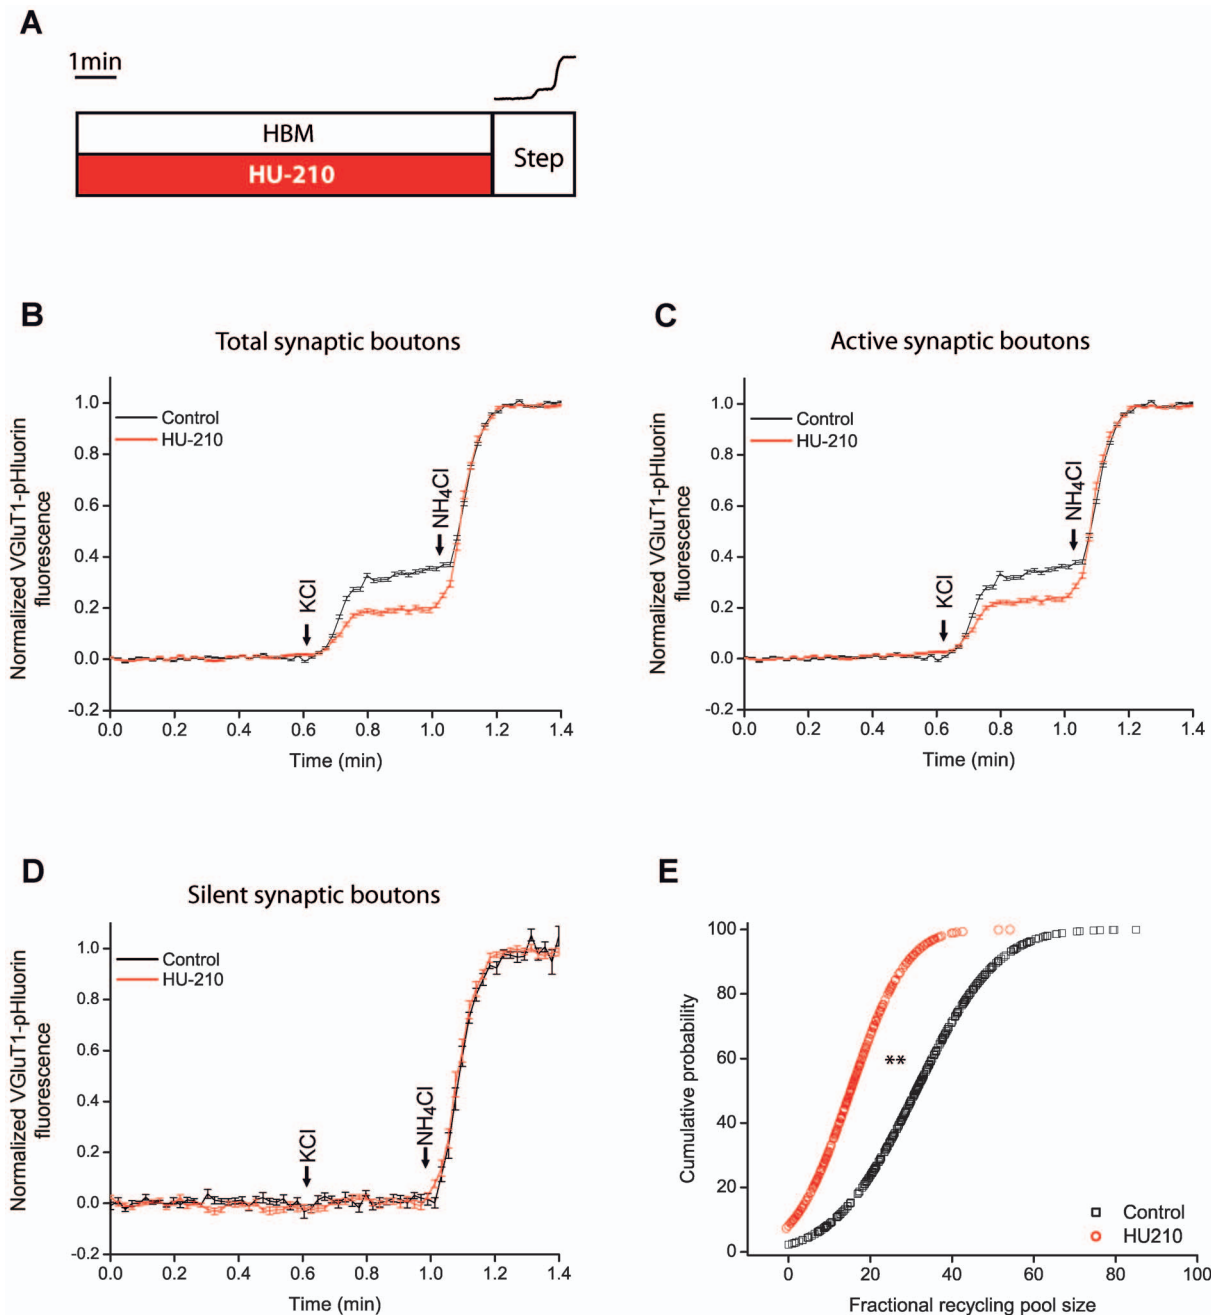 A
1min
HBM
HU-210
Step
B
Total synaptic boutons
Normalized VGluT1-pHluorin
fluorescence
1.0
0.8
0.6
0.4
0.2
0.0
-0.2
Control
HU-210
KCl
NH4Cl
0.0 0.2 0.4 0.6 0.8 1.0 1.2 1.4
Time (min)
C
Active synaptic boutons
Normalized VGluT1-pHluorin
fluorescence
1.0
0.8
0.6
0.4
0.2
0.0
-0.2
Control
HU-210
KCl
NH4Cl
0.0 0.2 0.4 0.6 0.8 1.0 1.2 1.4
Time (min)
D
Silent synaptic boutons
Normalized VGluT1-pHluorin
fluorescence
1.0
0.8
0.6
0.4
0.2
0.0
-0.2
Control
HU-210
KCl
NH4Cl
0.0 0.2 0.4 0.6 0.8 1.0 1.2 1.4
Time (min)
E
Cumulative probability
100
80
60
40
20
0
**
Control
HU210
0 20 40 60 80 100
Fractional recycling pool size